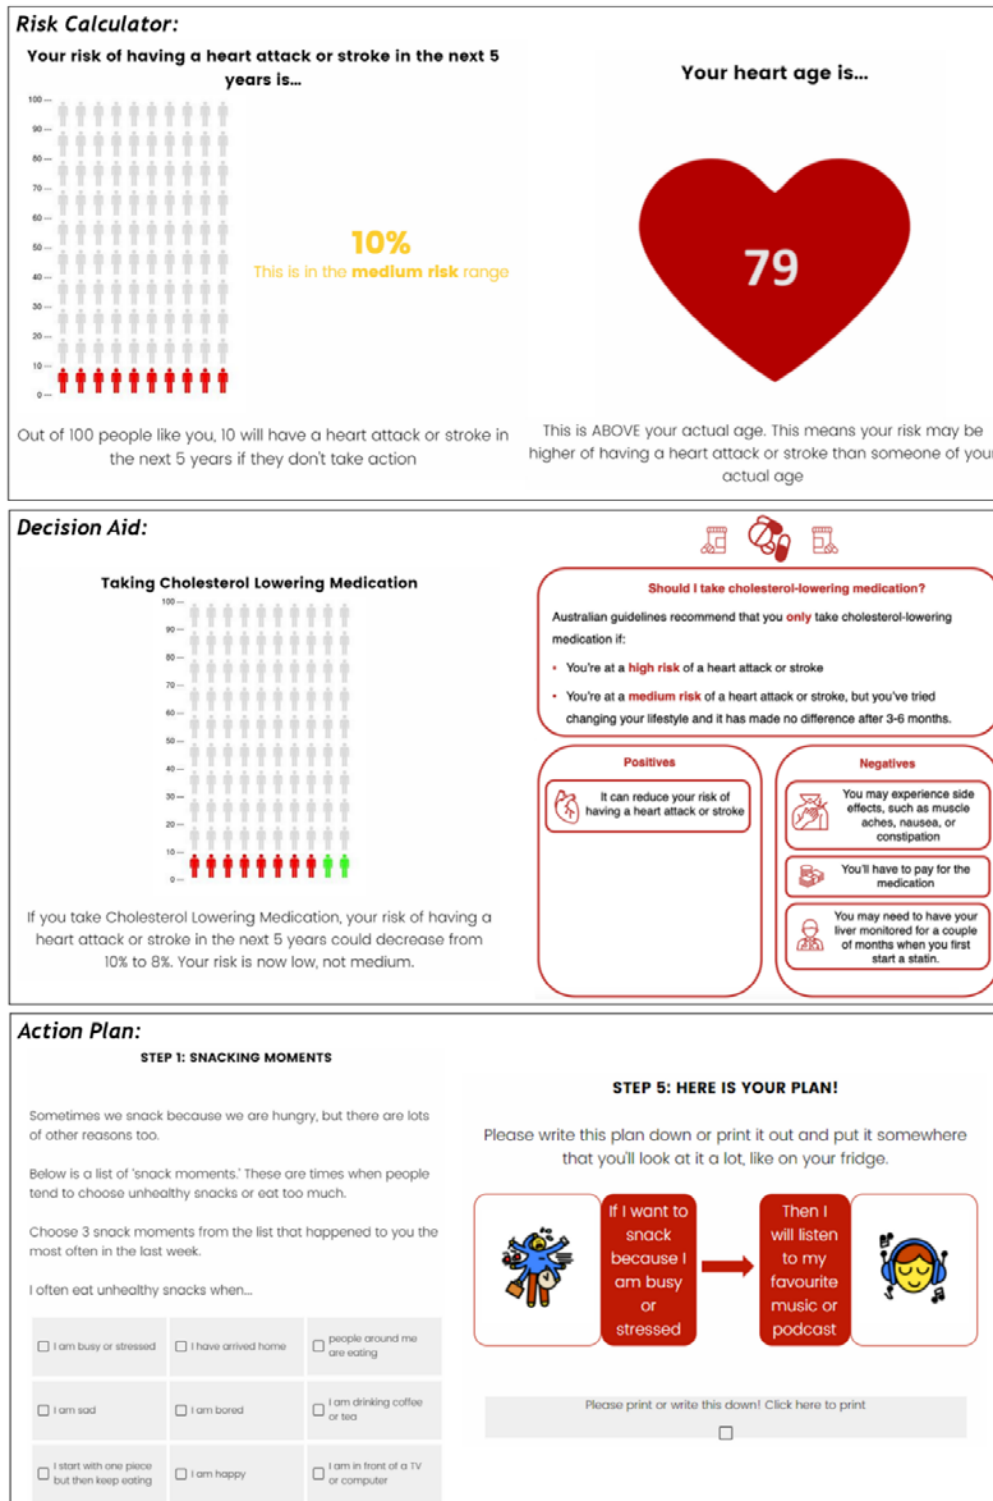 Risk Calculator:
Your risk of having a heart attack or stroke in the next 5
years is...
100
90
80
70
60
50
40
30
20
10
0
10%
This is in the medium risk range
Out of 100 people like you, 10 will have a heart attack or stroke in
the next 5 years if they don't take action
Your heart age is...
79
This is ABOVE your actual age. This means your risk may be
higher of having a heart attack or stroke than someone of your
actual age
Decision Aid:
Taking Cholesterol Lowering Medication
100
90
80
70
60
50
40
30
20
10
0
If you take Cholesterol Lowering Medication, your risk of having a
heart attack or stroke in the next 5 years could decrease from
10% to 8%. Your risk is now low, not medium.
Should I take cholesterol-lowering medication?
Australian guidelines recommend that you only take cholesterol-lowering
medication if:
• You're at a high risk of a heart attack or stroke
• You're at a medium risk of a heart attack or stroke, but you've tried
changing your lifestyle and it has made no difference after 3-6 months.
Positives
It can reduce your risk of
having a heart attack or stroke
Negatives
You may experience side
effects, such as muscle
aches, nausea, or
constipation
You'll have to pay for the
medication
You may need to have your
liver monitored for a couple
of months when you first
start a statin.
Action Plan:
STEP 1: SNACKING MOMENTS
Sometimes we snack because we are hungry, but there are lots
of other reasons too.
Below is a list of 'snack moments.' These are times when people
tend to choose unhealthy snacks or eat too much.
Choose 3 snack moments from the list that happened to you the
most often in the last week.
I often eat unhealthy snacks when...
I am busy or stressed
I have arrived home
people around me
are eating
I am sad
I am bored
I am drinking coffee
or tea
I start with one piece
but then keep eating
I am happy
I am in front of a TV
or computer
STEP 5: HERE IS YOUR PLAN!
Please write this plan down or print it out and put it somewhere
that you'll look at it a lot, like on your fridge.
If I want to
snack
because I
am busy
or
stressed
Then I
will listen
to my
favourite
music or
podcast
Please print or write this down! Click here to print